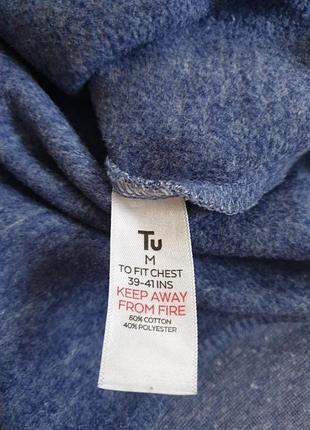 Tu
M
TO FIT CHEST
39-41 INS
KEEP AWAY
FROM FIRE
60% COTTON
40% POLYESTER